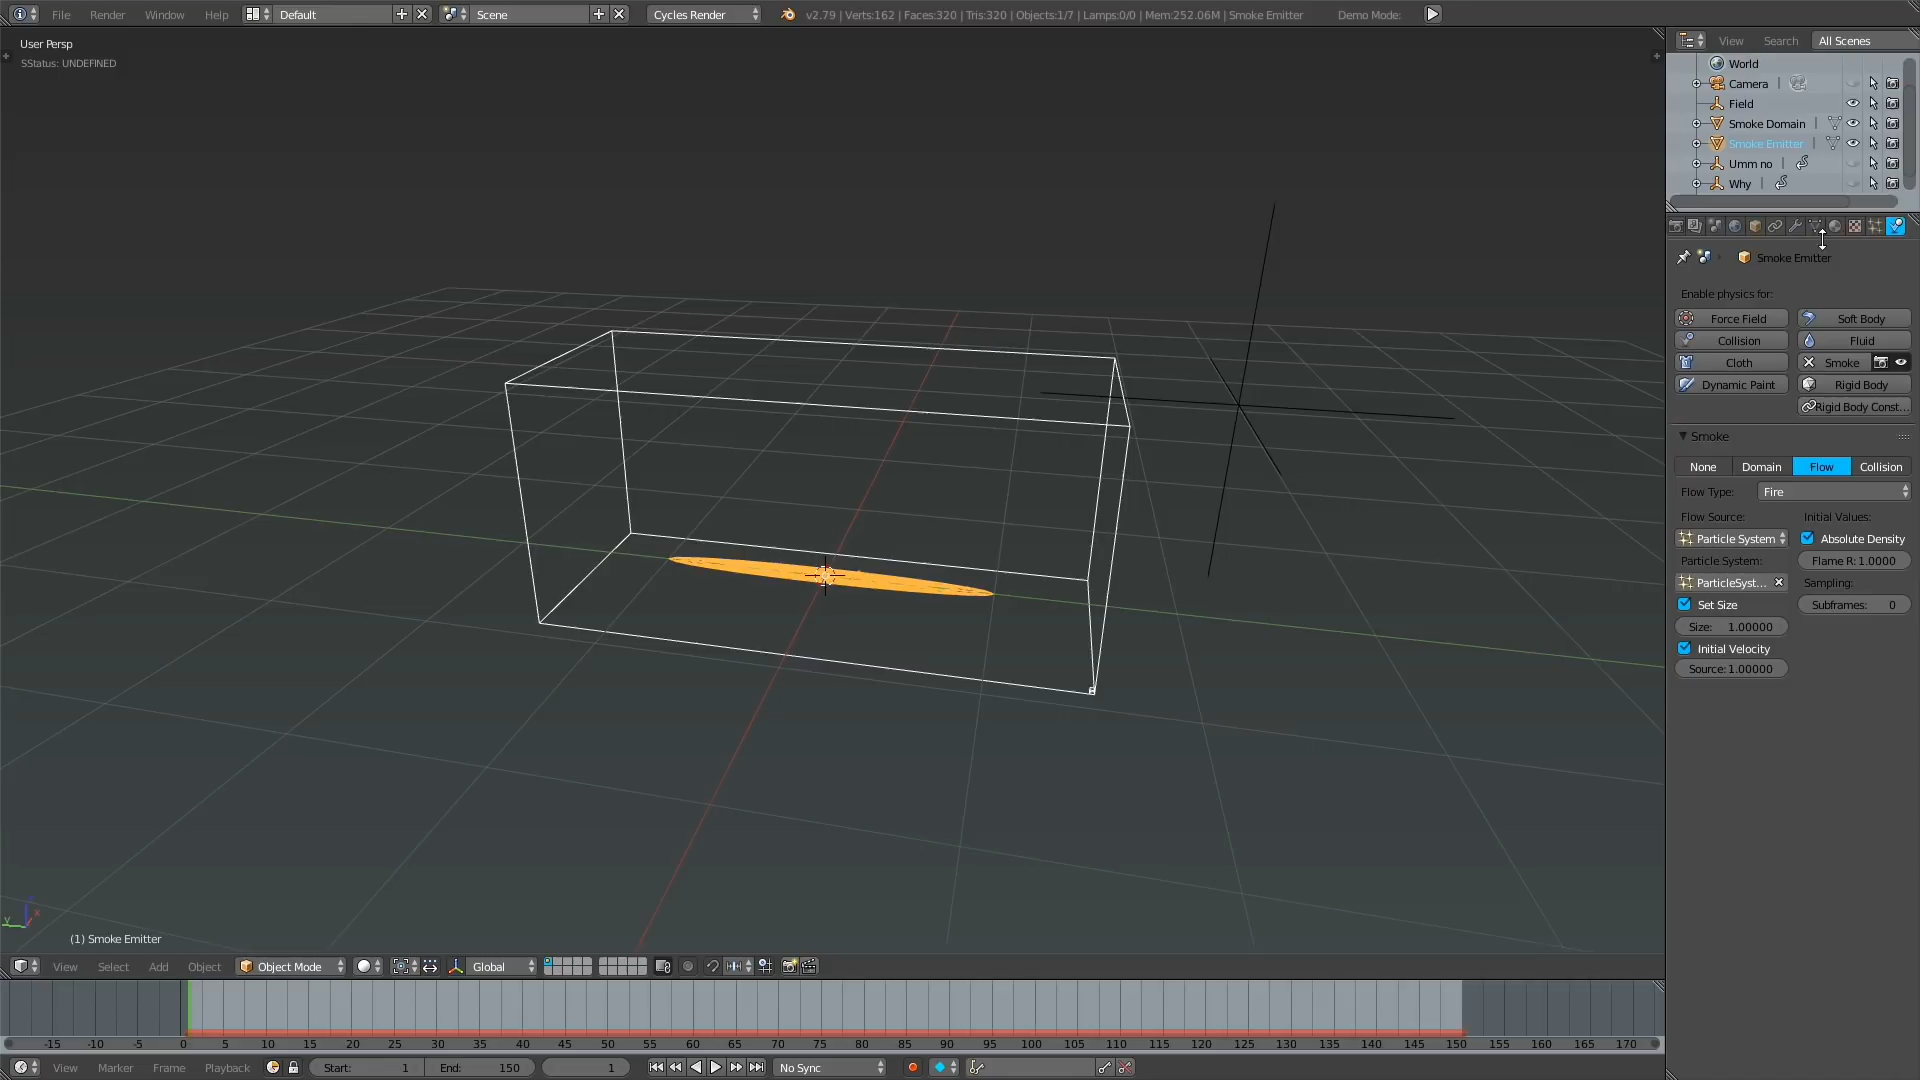 File Render Window Help Default Scene Cycles Render v2.79 | Verts:162 | Faces:320 | Tris:320 | Objects:1/7 | Lamps:0/0 | Mem:252.06M | Smoke Emitter Demo Mode:
User Persp
SStatus: UNDEFINED
View Search All Scenes
World
Camera
Field
Smoke Domain
Smoke Emitter
Umm no
Why
Smoke Emitter
Enable physics for:
Force Field Soft Body
Collision Fluid
Cloth Smoke
Dynamic Paint Rigid Body
Rigid Body Const...
Smoke
None Domain Flow Collision
Flow Type: Fire
Flow Source: Initial Values:
Particle System Absolute Density
Particle System: Flame R: 1.0000
ParticleSyst... Sampling:
Set Size Subframes: 0
Size: 1.00000
Initial Velocity
Source: 1.00000
y x
(1) Smoke Emitter
View Select Add Object Object Mode Global
-15 -10 -5 0 5 10 15 20 25 30 35 40 45 50 55 60 65 70 75 80 85 90 95 100 105 110 115 120 125 130 135 140 145 150 155 160 165 170
View Marker Frame Playback Start: 1 End: 150 1 No Sync